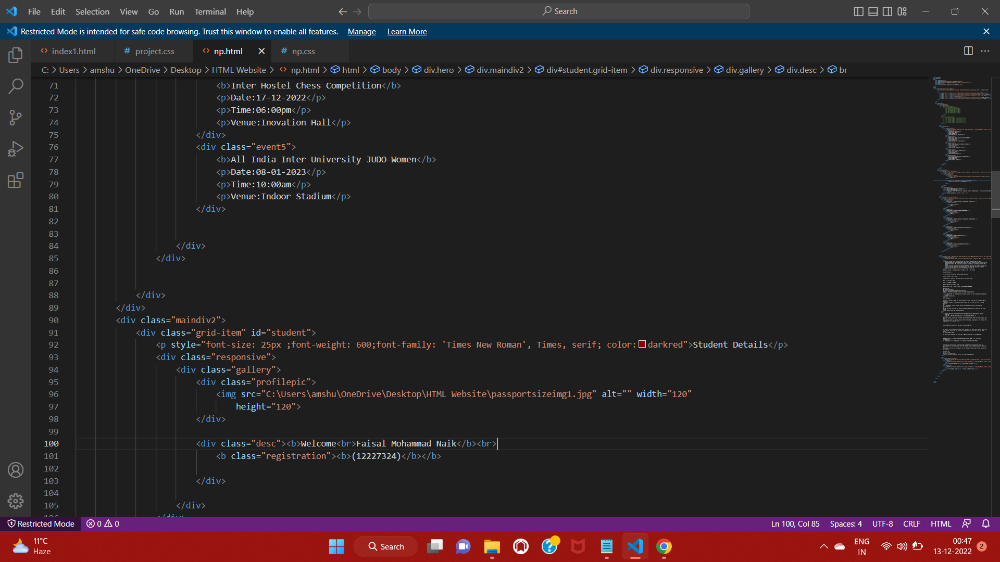 File Edit Selection View Go Run Terminal Help Search
Restricted Mode is intended for safe code browsing. Trust this window to enable all features. Manage Learn More
index1.html # project.css np.html # np.css
C: > Users > amshu > OneDrive > Desktop > HTML Website > np.html > html > body > div.hero > div.maindiv2 > div#student.grid-item > div.responsive > div.gallery > div.desc > br
71 <b>Inter Hostel Chess Competition</b>
72 <p>Date:17-12-2022</p>
73 <p>Time:06:00pm</p>
74 <p>Venue:Inovation Hall</p>
75 </div>
76 <div class="event5">
77 <b>All India Inter University JUDO-Women</b>
78 <p>Date:08-01-2023</p>
79 <p>Time:10:00am</p>
80 <p>Venue:Indoor Stadium</p>
81 </div>
82
83
84 </div>
85 </div>
86
87
88 </div>
89 </div>
90 <div class="maindiv2">
91 <div class="grid-item" id="student">
92 <p style="font-size: 25px ;font-weight: 600;font-family: 'Times New Roman', Times, serif; color:darkred">Student Details</p>
93 <div class="responsive">
94 <div class="gallery">
95 <div class="profilepic">
96 <img src="C:\Users\amshu\OneDrive\Desktop\HTML Website\passportsizeimg1.jpg" alt="" width="120"
97 height="120">
98 </div>
99
100 <div class="desc"><b>Welcome<br>Faisal Mohammad Naik</b><br>
101 <b class="registration"><b>(12227324)</b></b>
102
103 </div>
104
105 </div>
106 </div>
Restricted Mode 0 0 Ln 100, Col 85 Spaces: 4 UTF-8 CRLF HTML
11°C
Haze
Search
ENG
IN
00:47
13-12-2022
2